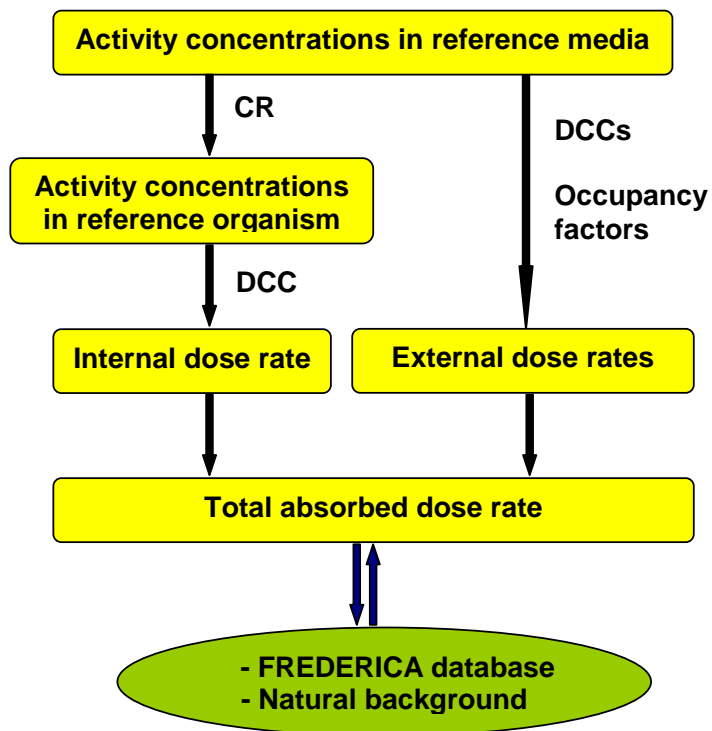 Activity concentrations in reference media
CR
DCCs
Activity concentrations
in reference organism
Occupancy
factors
DCC
Internal dose rate
External dose rates
Total absorbed dose rate
- FREDERICA database
- Natural background